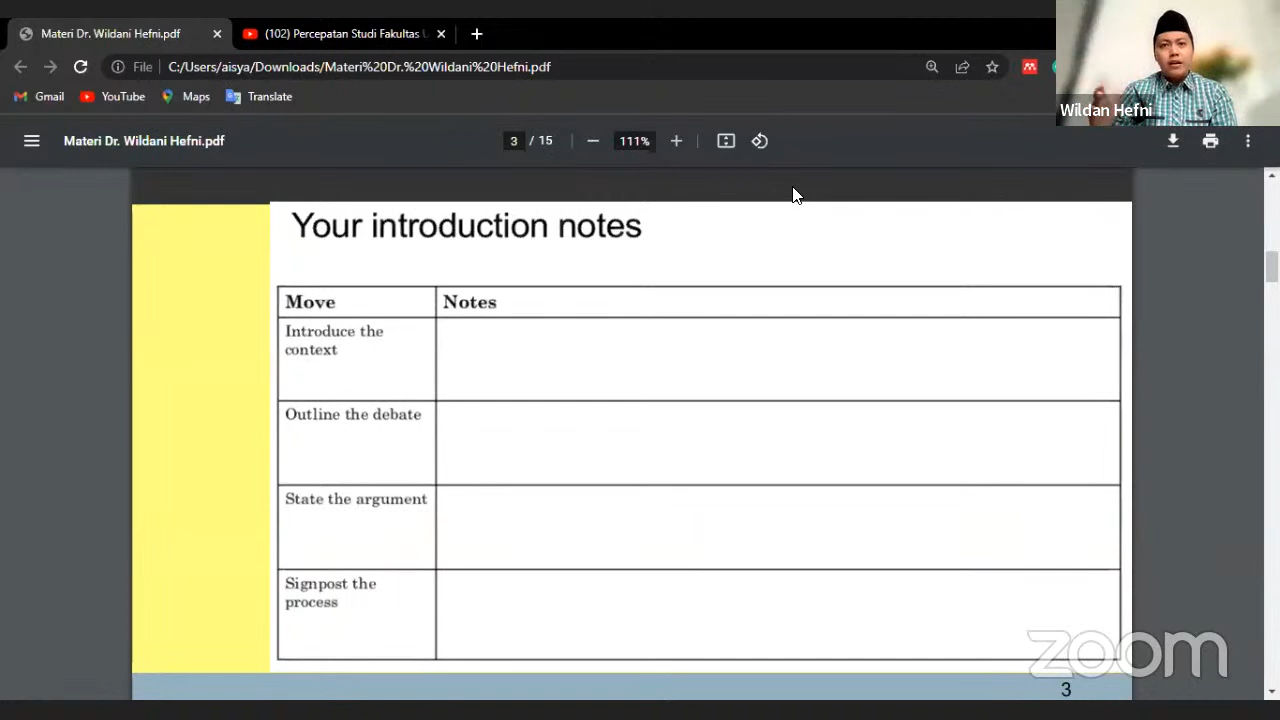 Materi Dr. Wildani Hefni.pdf
(102) Percepatan Studi Fakultas U
File
C:/Users/aisya/Downloads/Materi%20Dr.%20Wildani%20Hefni.pdf
Gmail
YouTube
Maps
Translate
Wildan Hefni
Materi Dr. Wildani Hefni.pdf
3 / 15
111%
Your introduction notes
Move
Notes
Introduce the
context
Outline the debate
State the argument
Signpost the
process
zoom
3